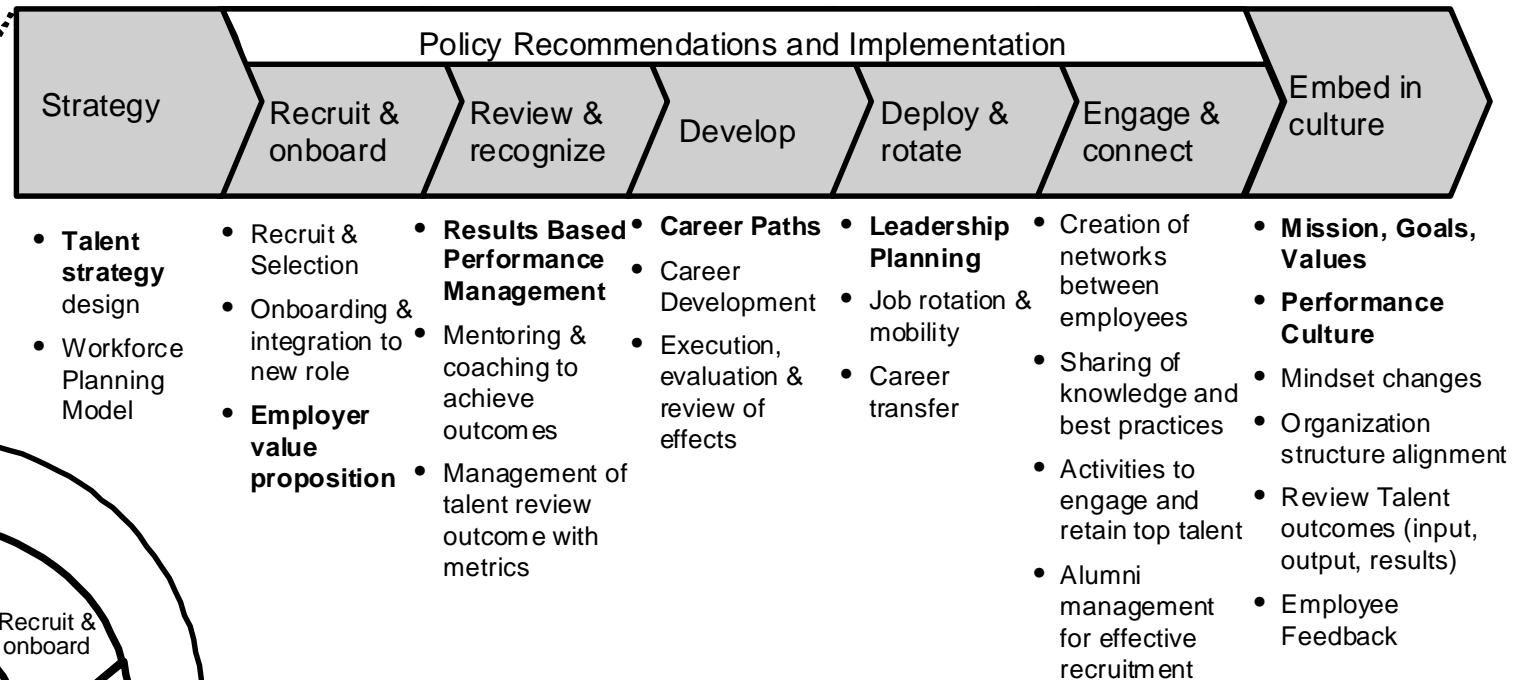 Policy Recommendations and Implementation
Strategy
Recruit &
onboard
Review &
recognize
Develop
Deploy &
rotate
Engage &
connect
Embed in
culture
• Talent
strategy
design
• Workforce
Planning
Model
• Recruit &
Selection
• Onboarding &
integration to
new role
• Employer
value
proposition
• Results Based
Performance
Management
• Mentoring &
coaching to
achieve
outcomes
• Management of
talent review
outcome with
metrics
• Career Paths
• Career
Development
• Execution,
evaluation &
review of
effects
• Leadership
Planning
• Job rotation &
mobility
• Career
transfer
• Creation of
networks
between
employees
• Sharing of
knowledge and
best practices
• Activities to
engage and
retain top talent
• Alumni
management
for effective
recruitment
• Mission, Goals,
Values
• Performance
Culture
• Mindset changes
• Organization
structure alignment
• Review Talent
outcomes (input,
output, results)
• Employee
Feedback
Recruit &
onboard